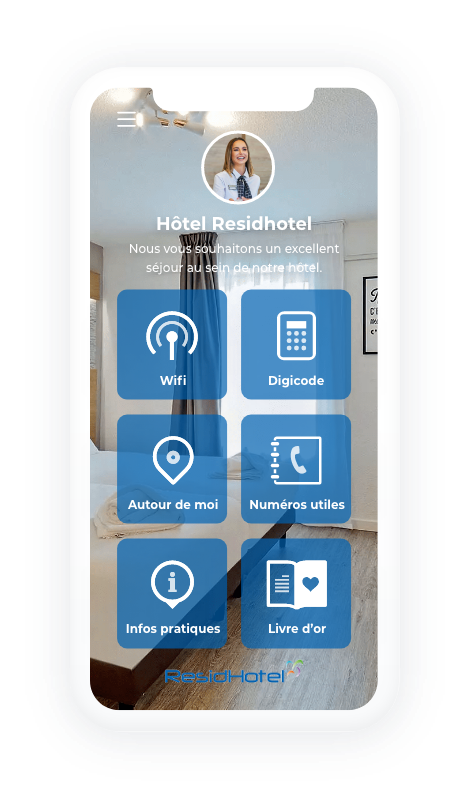 Hôtel Residhotel
Nous vous souhaitons un excellent
séjour au sein de notre hôtel.
Wifi
Digicode
Autour de moi
Numéros utiles
Infos pratiques
Livre d’or
ResidHotel